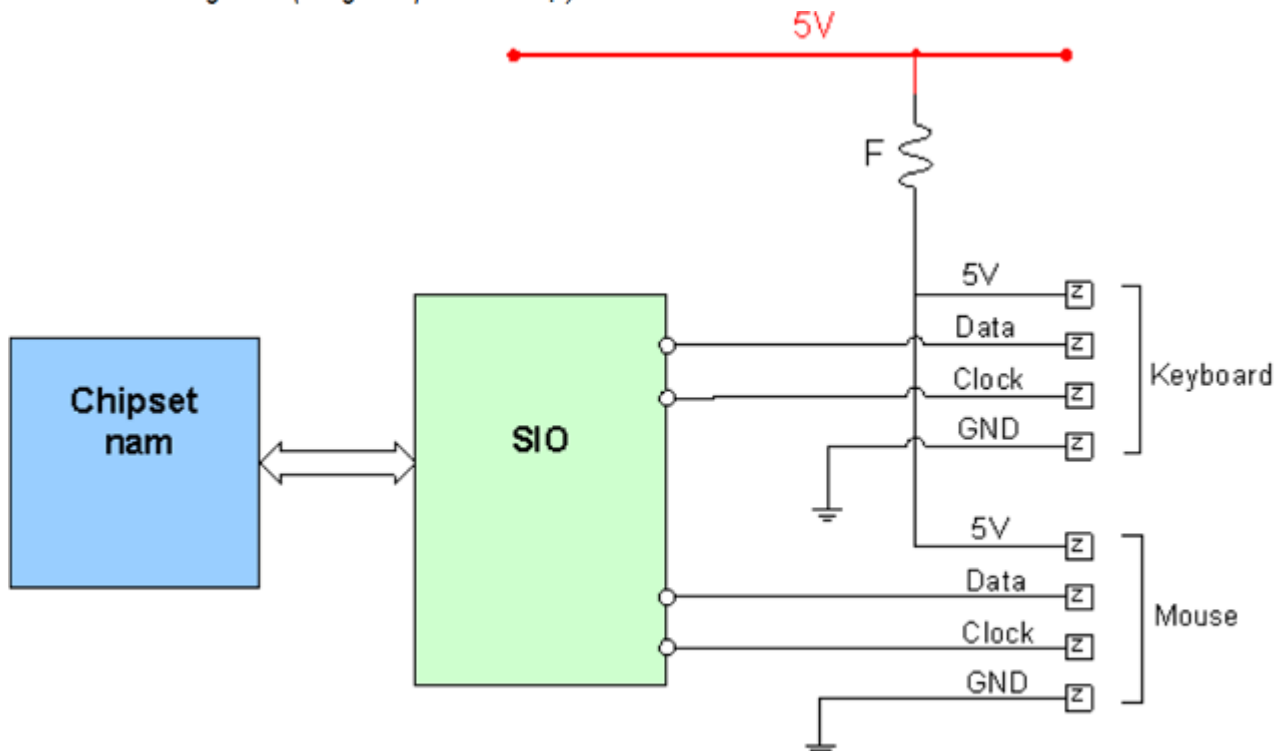 5V
F
5V
Data
Clock
GND
Keyboard
Chipset
nam
SIO
5V
Data
Clock
GND
Mouse
z
z
z
z
z
z
z
z